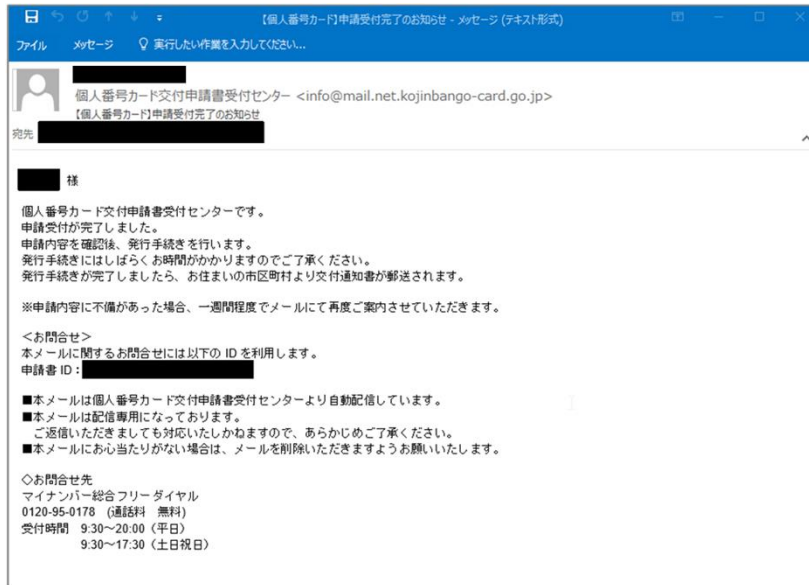 【個人番号カード】申請受付完了のお知らせ - メッセージ (テキスト形式)
ファイル メッセージ 実行したい作業を入力してください...
個人番号カード交付申請書受付センター <info@mail.net.kojinbango-card.go.jp>
【個人番号カード】申請受付完了のお知らせ
宛先
様
個人番号カード交付申請書受付センターです。
申請受付が完了しました。
申請内容を確認後、発行手続きを行います。
発行手続きにはしばらくお時間がかかりますのでご了承ください。
発行手続きが完了しましたら、お住まいの市区町村より交付通知書が郵送されます。
※申請内容に不備があった場合、一週間程度でメールにて再度ご案内させていただきます。
＜お問合せ＞
本メールに関するお問合せには以下の ID を利用します。
申請書 ID：
■本メールは個人番号カード交付申請書受付センターより自動配信しています。
■本メールは配信専用になっております。
ご返信いただきましても対応いたしかねますので、あらかじめご了承ください。
■本メールにお心当たりがない場合は、メールを削除いただきますようお願いいたします。
◇お問合せ先
マイナンバー総合フリーダイヤル
0120-95-0178 (通話料 無料)
受付時間 9:30～20:00（平日）
9:30～17:30（土日祝日）